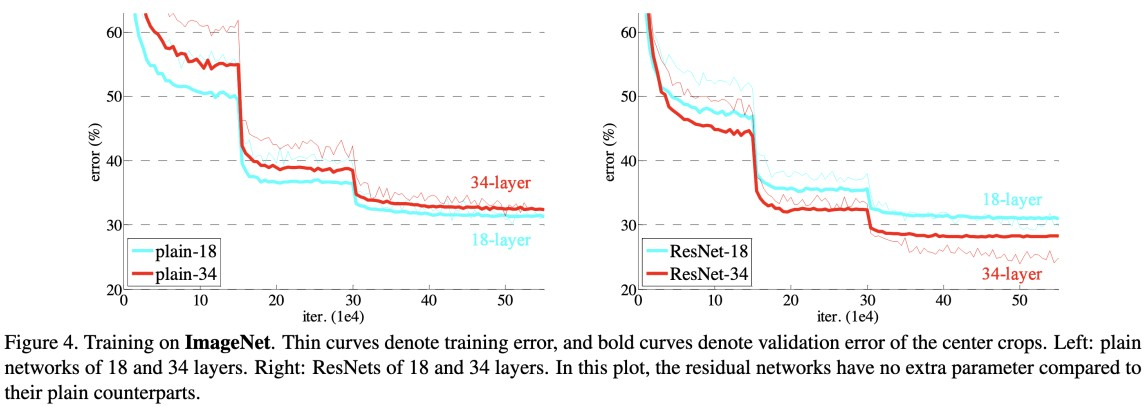 60
50
40
30
20
error (%)
0
10
20
30
40
50
iter. (1e4)
34-layer
18-layer
plain-18
plain-34
60
50
40
30
20
error (%)
0
10
20
30
40
50
iter. (1e4)
18-layer
34-layer
ResNet-18
ResNet-34
Figure 4. Training on ImageNet. Thin curves denote training error, and bold curves denote validation error of the center crops. Left: plain
networks of 18 and 34 layers. Right: ResNets of 18 and 34 layers. In this plot, the residual networks have no extra parameter compared to
their plain counterparts.